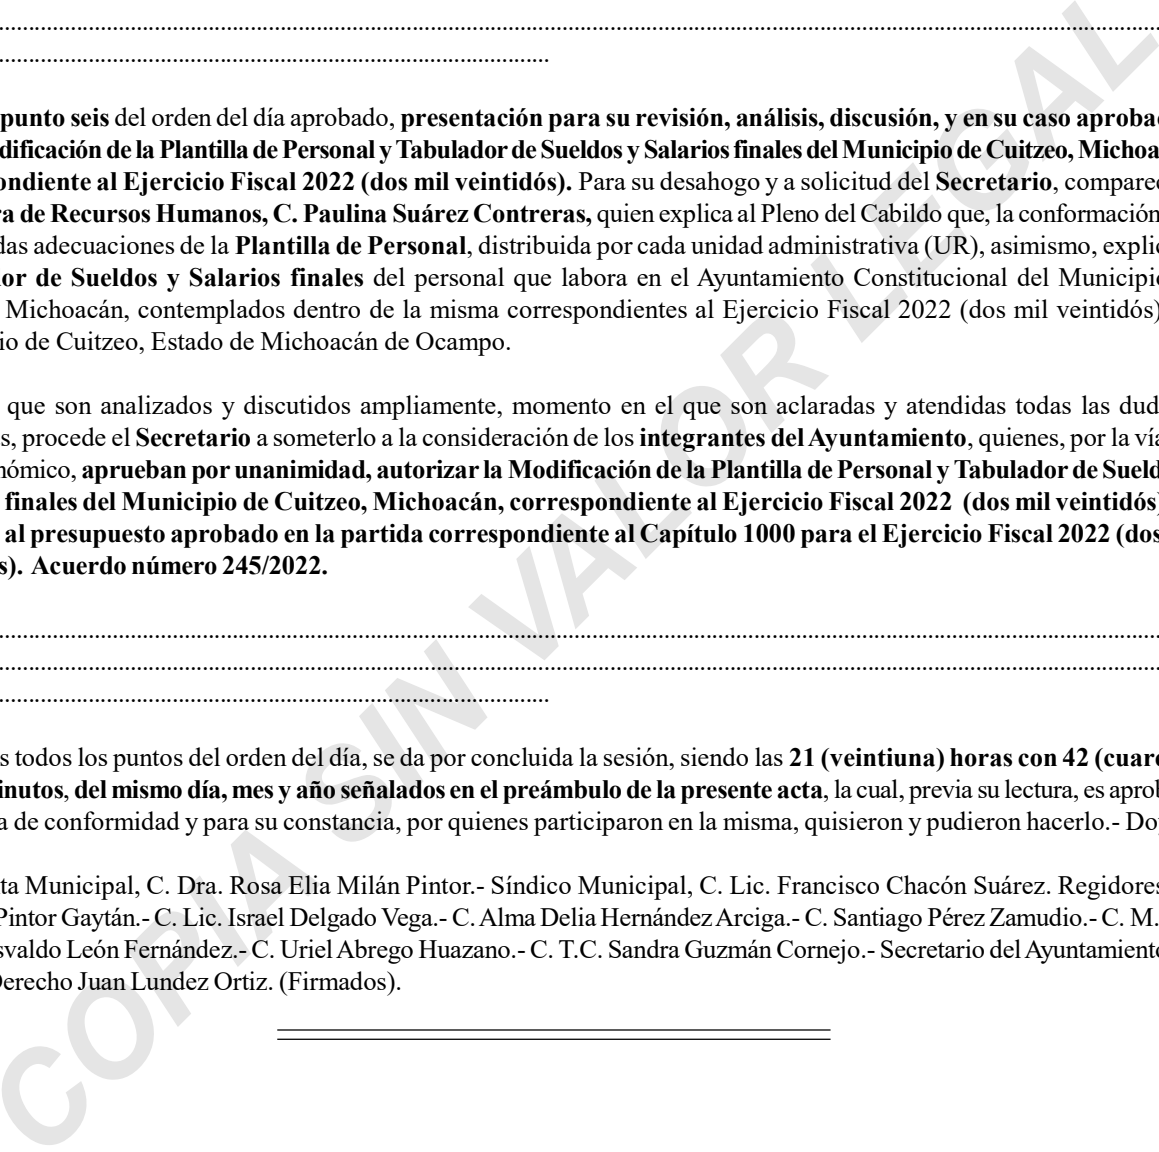 punto seis del orden del día aprobado, presentación para su revisión, análisis, discusión, y en su caso aprobac
dificación de la Plantilla de Personal y Tabulador de Sueldos y Salarios finales del Municipio de Cuitzeo, Michoa
ondiente al Ejercicio Fiscal 2022 (dos mil veintidós). Para su desahogo y a solicitud del Secretario, comparec
ra de Recursos Humanos, C. Paulina Suárez Contreras, quien explica al Pleno del Cabildo que, la conformación
das adecuaciones de la Plantilla de Personal, distribuida por cada unidad administrativa (UR), asimismo, explic
lor de Sueldos y Salarios finales del personal que labora en el Ayuntamiento Constitucional del Municipio
Michoacán, contemplados dentro de la misma correspondientes al Ejercicio Fiscal 2022 (dos mil veintidós)
io de Cuitzeo, Estado de Michoacán de Ocampo.
que son analizados y discutidos ampliamente, momento en el que son aclaradas y atendidas todas las dud
s, procede el Secretario a someterlo a la consideración de los integrantes del Ayuntamiento, quienes, por la vía
nómico, aprueban por unanimidad, autorizar la Modificación de la Plantilla de Personal y Tabulador de Sueld
finales del Municipio de Cuitzeo, Michoacán, correspondiente al Ejercicio Fiscal 2022 (dos mil veintidós)
al presupuesto aprobado en la partida correspondiente al Capítulo 1000 para el Ejercicio Fiscal 2022 (dos
s). Acuerdo número 245/2022.
s todos los puntos del orden del día, se da por concluida la sesión, siendo las 21 (veintiuna) horas con 42 (cuare
inutos, del mismo día, mes y año señalados en el preámbulo de la presente acta, la cual, previa su lectura, es aprob
a de conformidad y para su constancia, por quienes participaron en la misma, quisieron y pudieron hacerlo.- Doy
ta Municipal, C. Dra. Rosa Elia Milán Pintor.- Síndico Municipal, C. Lic. Francisco Chacón Suárez. Regidores
Pintor Gaytán.- C. Lic. Israel Delgado Vega.- C. Alma Delia Hernández Arciga.- C. Santiago Pérez Zamudio.- C. M.
svaldo León Fernández.- C. Uriel Abrego Huazano.- C. T.C. Sandra Guzmán Cornejo.- Secretario del Ayuntamiento
Derecho Juan Lundez Ortiz. (Firmados).
COPIA SIN VALOR LEGAL